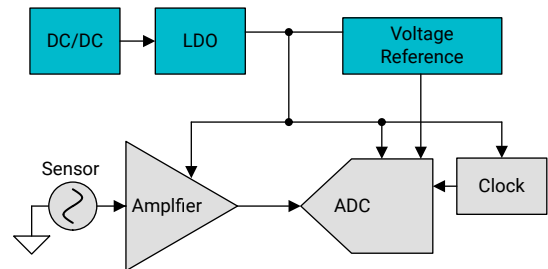 DC/DC
LDO
Voltage
Reference
Sensor
Amplfier
ADC
Clock